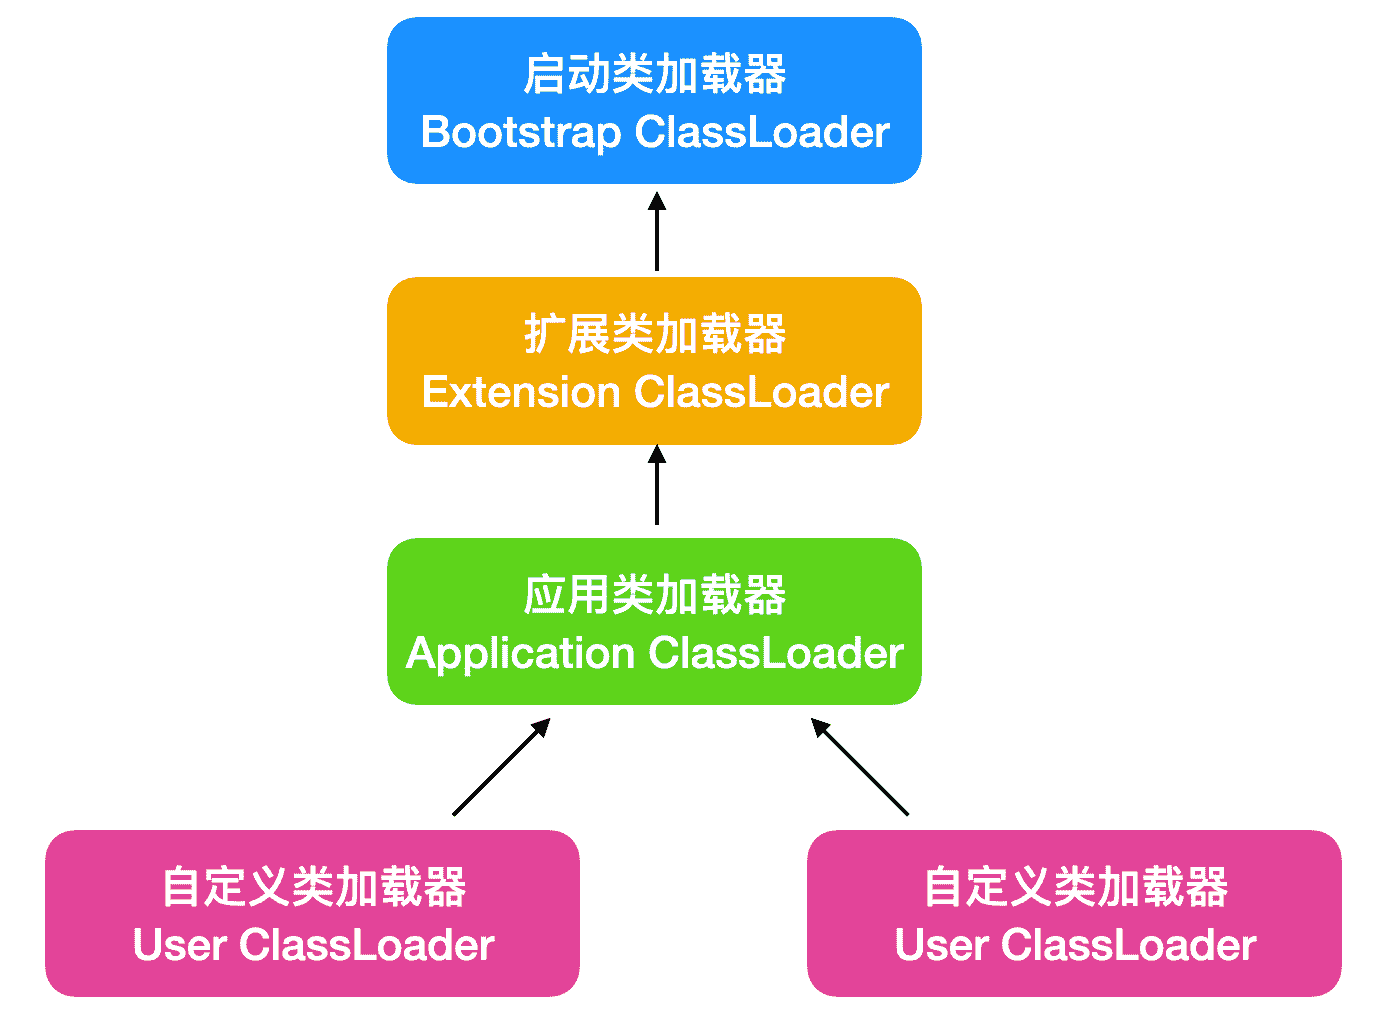 启动类加载器
Bootstrap ClassLoader
扩展类加载器
Extension ClassLoader
应用类加载器
Application ClassLoader
自定义类加载器
User ClassLoader
自定义类加载器
User ClassLoader